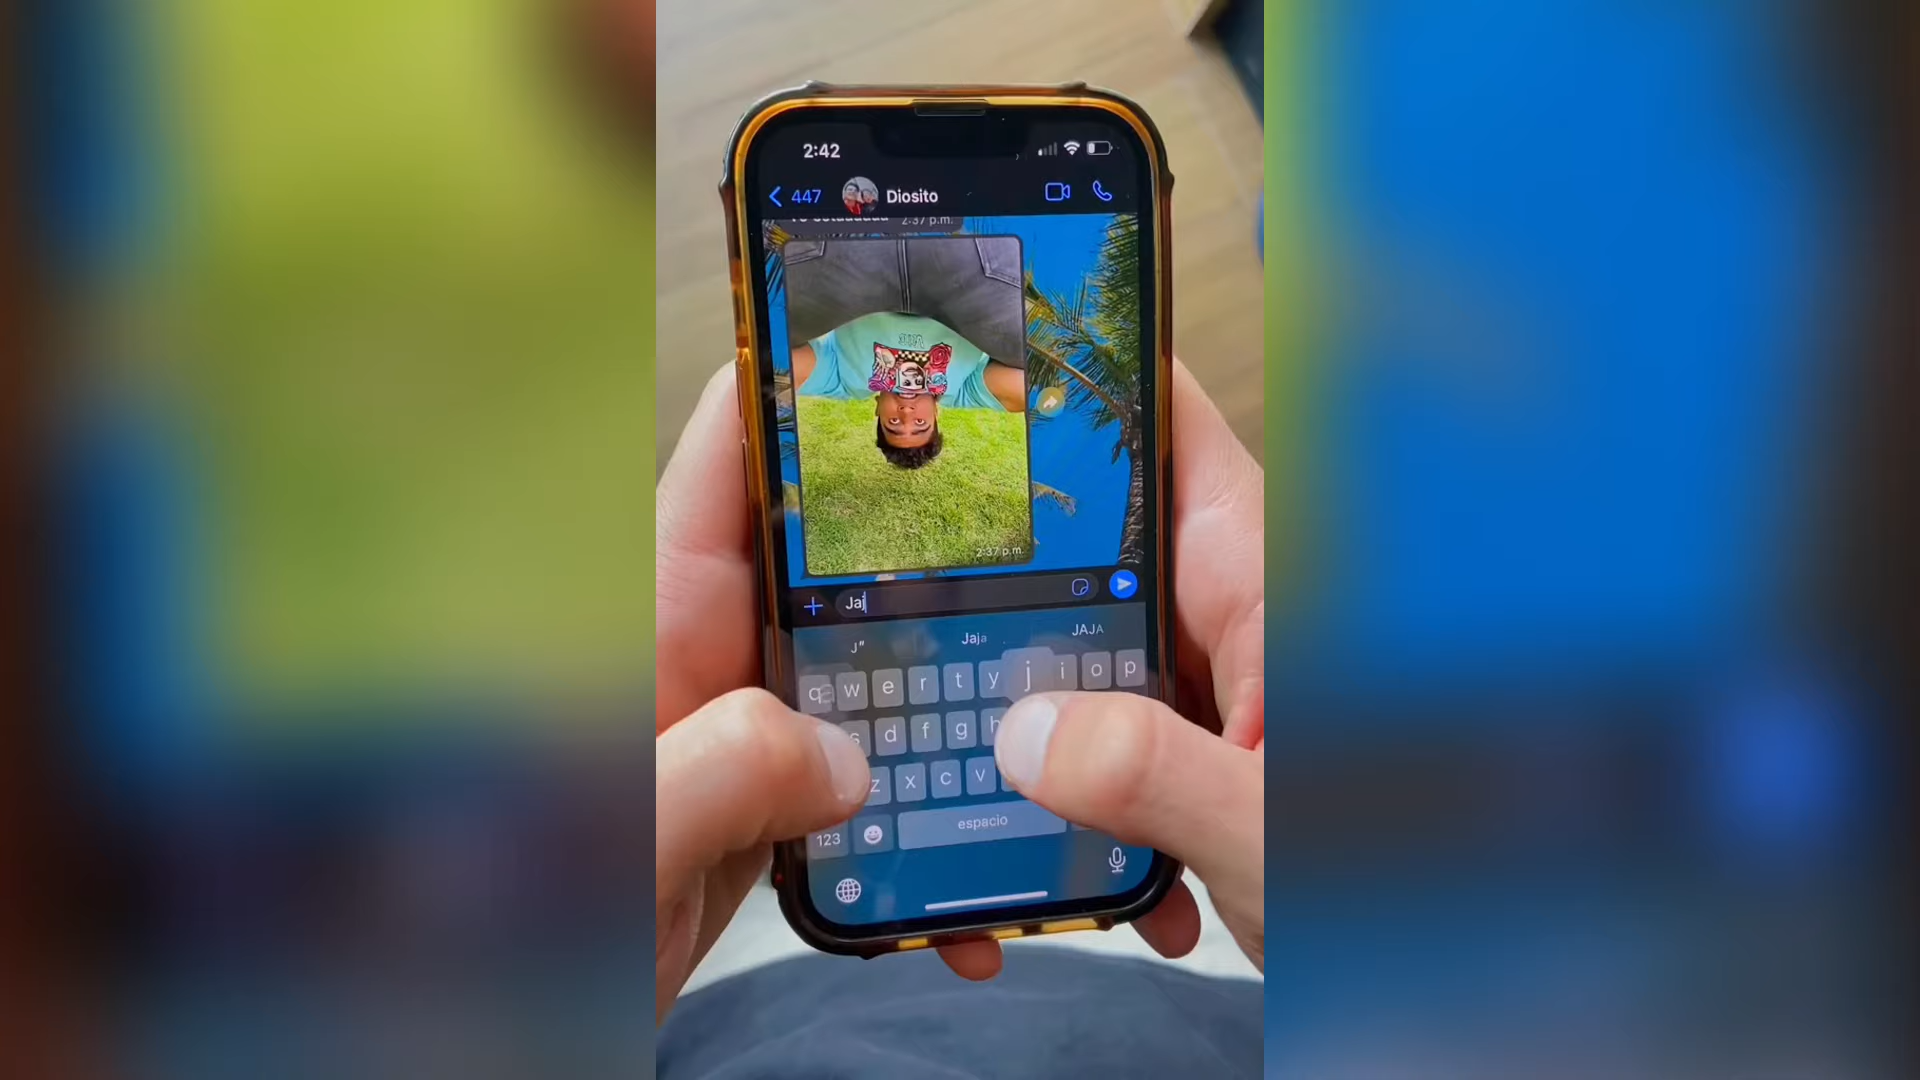 2:42
447
Diosito
2:37 p.m.
2:37 p.m.
Jaj
J"
Jaja
JAJA
q w e r t y j i o p
s d f g h
z x c v
123
espacio